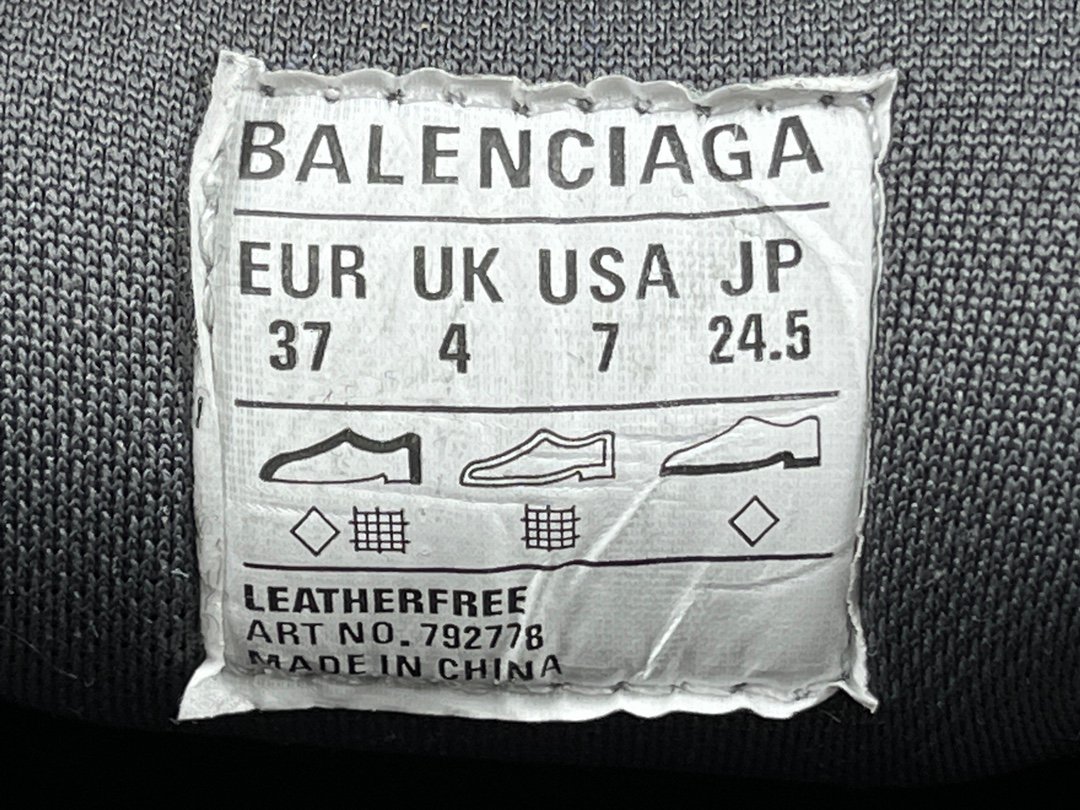 BALENCIAGA
EUR UK USA JP
37 4 7 24.5
LEATHERFREE
ART NO. 792778
MADE IN CHINA